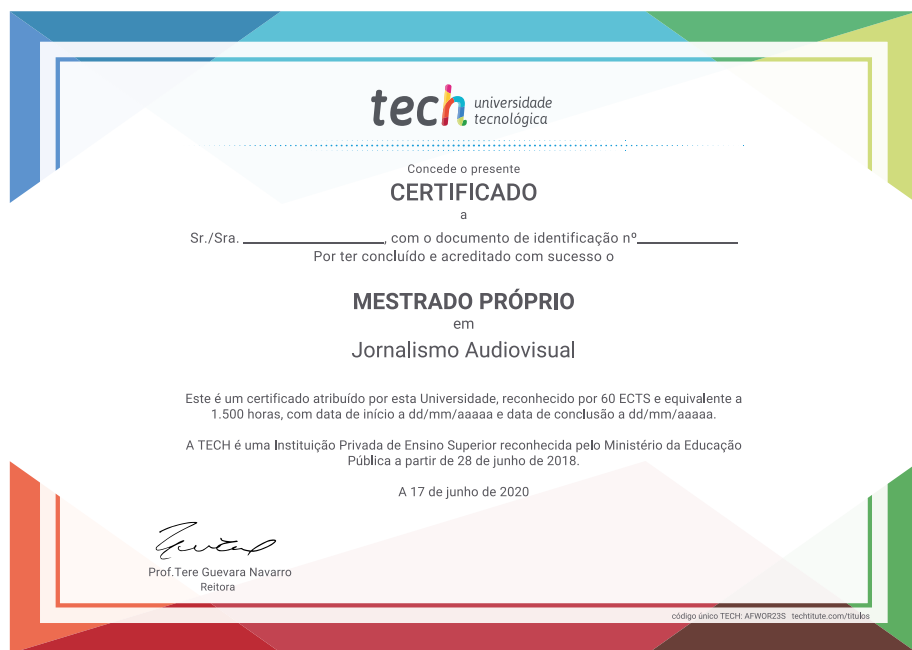 tech universidade
tecnológica
Concede o presente
CERTIFICADO
a
Sr./Sra. ____________________, com o documento de identificação nº______________
Por ter concluído e acreditado com sucesso o
MESTRADO PRÓPRIO
em
Jornalismo Audiovisual
Este é um certificado atribuído por esta Universidade, reconhecido por 60 ECTS e equivalente a
1.500 horas, com data de início a dd/mm/aaaaa e data de conclusão a dd/mm/aaaaa.
A TECH é uma Instituição Privada de Ensino Superior reconhecida pelo Ministério da Educação
Pública a partir de 28 de junho de 2018.
A 17 de junho de 2020
Prof.Tere Guevara Navarro
Reitora
código único TECH: AFWOR23S techtitute.com/titulos